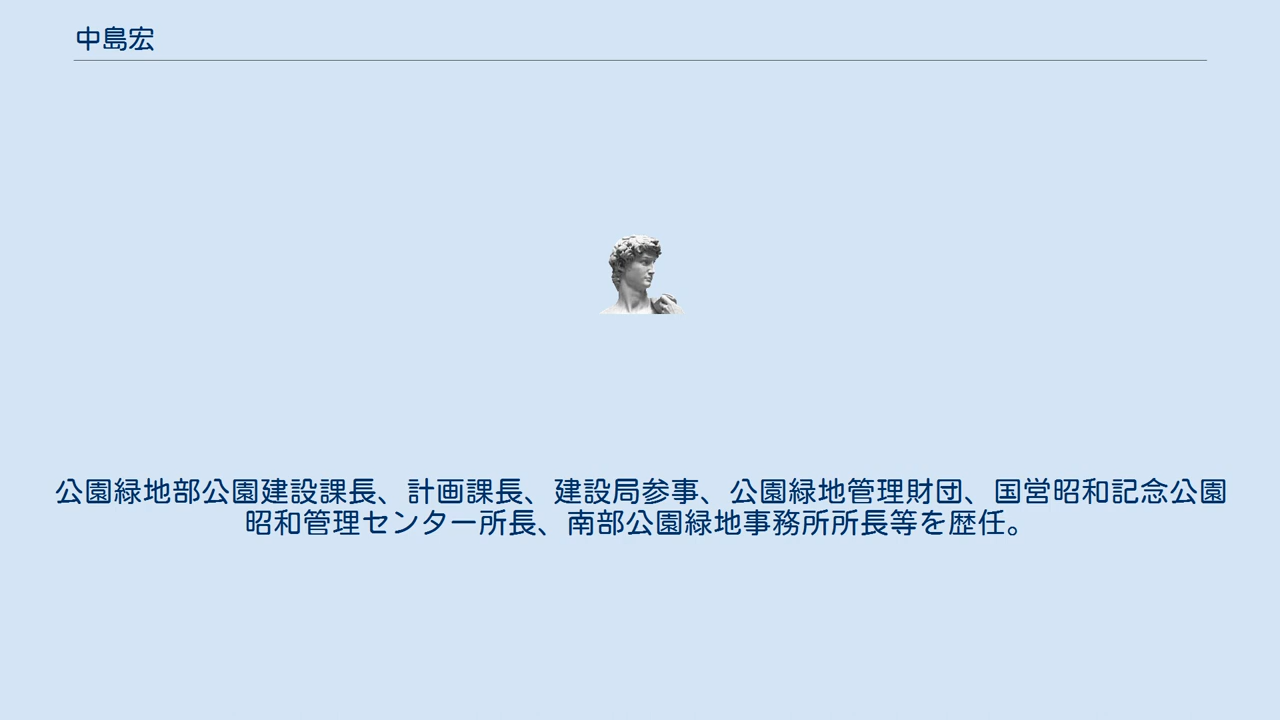 中島宏
公園緑地部公園建設課長、計画課長、建設局参事、公園緑地管理財団、国営昭和記念公園
昭和管理センター所長、南部公園緑地事務所所長等を歴任。